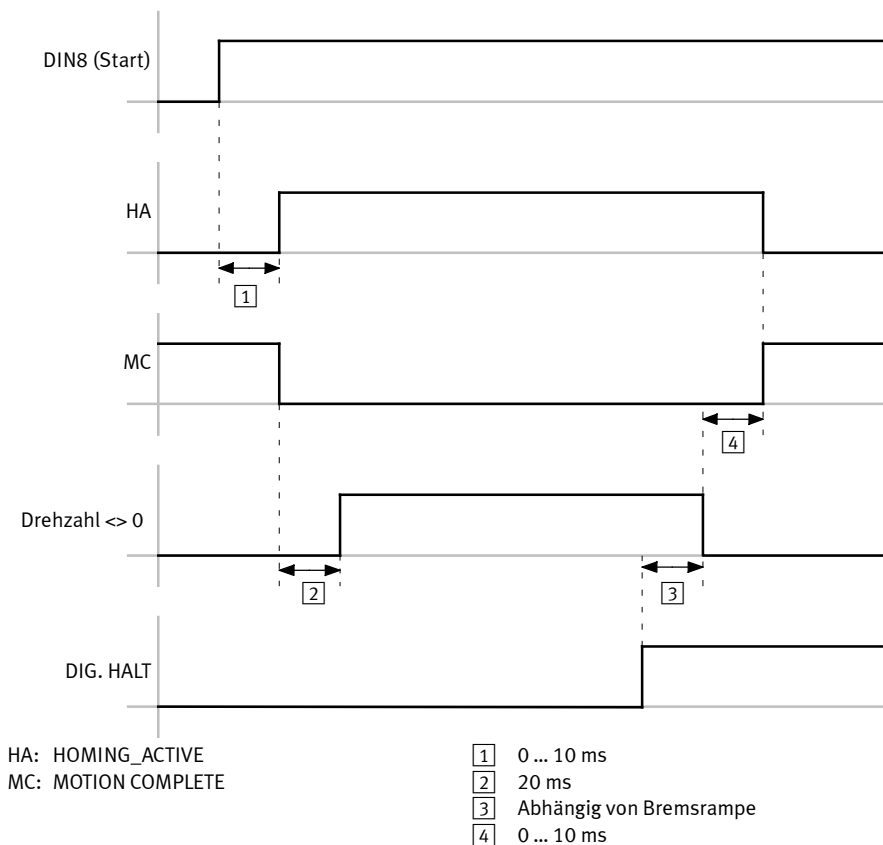 DIN8 (Start)
HA
1
MC
4
Drehzahl <> 0
2
3
DIG. HALT
HA: HOMING_ACTIVE
MC: MOTION COMPLETE
1 0 ... 10 ms
2 20 ms
3 Abhängig von Bremsrampe
4 0 ... 10 ms